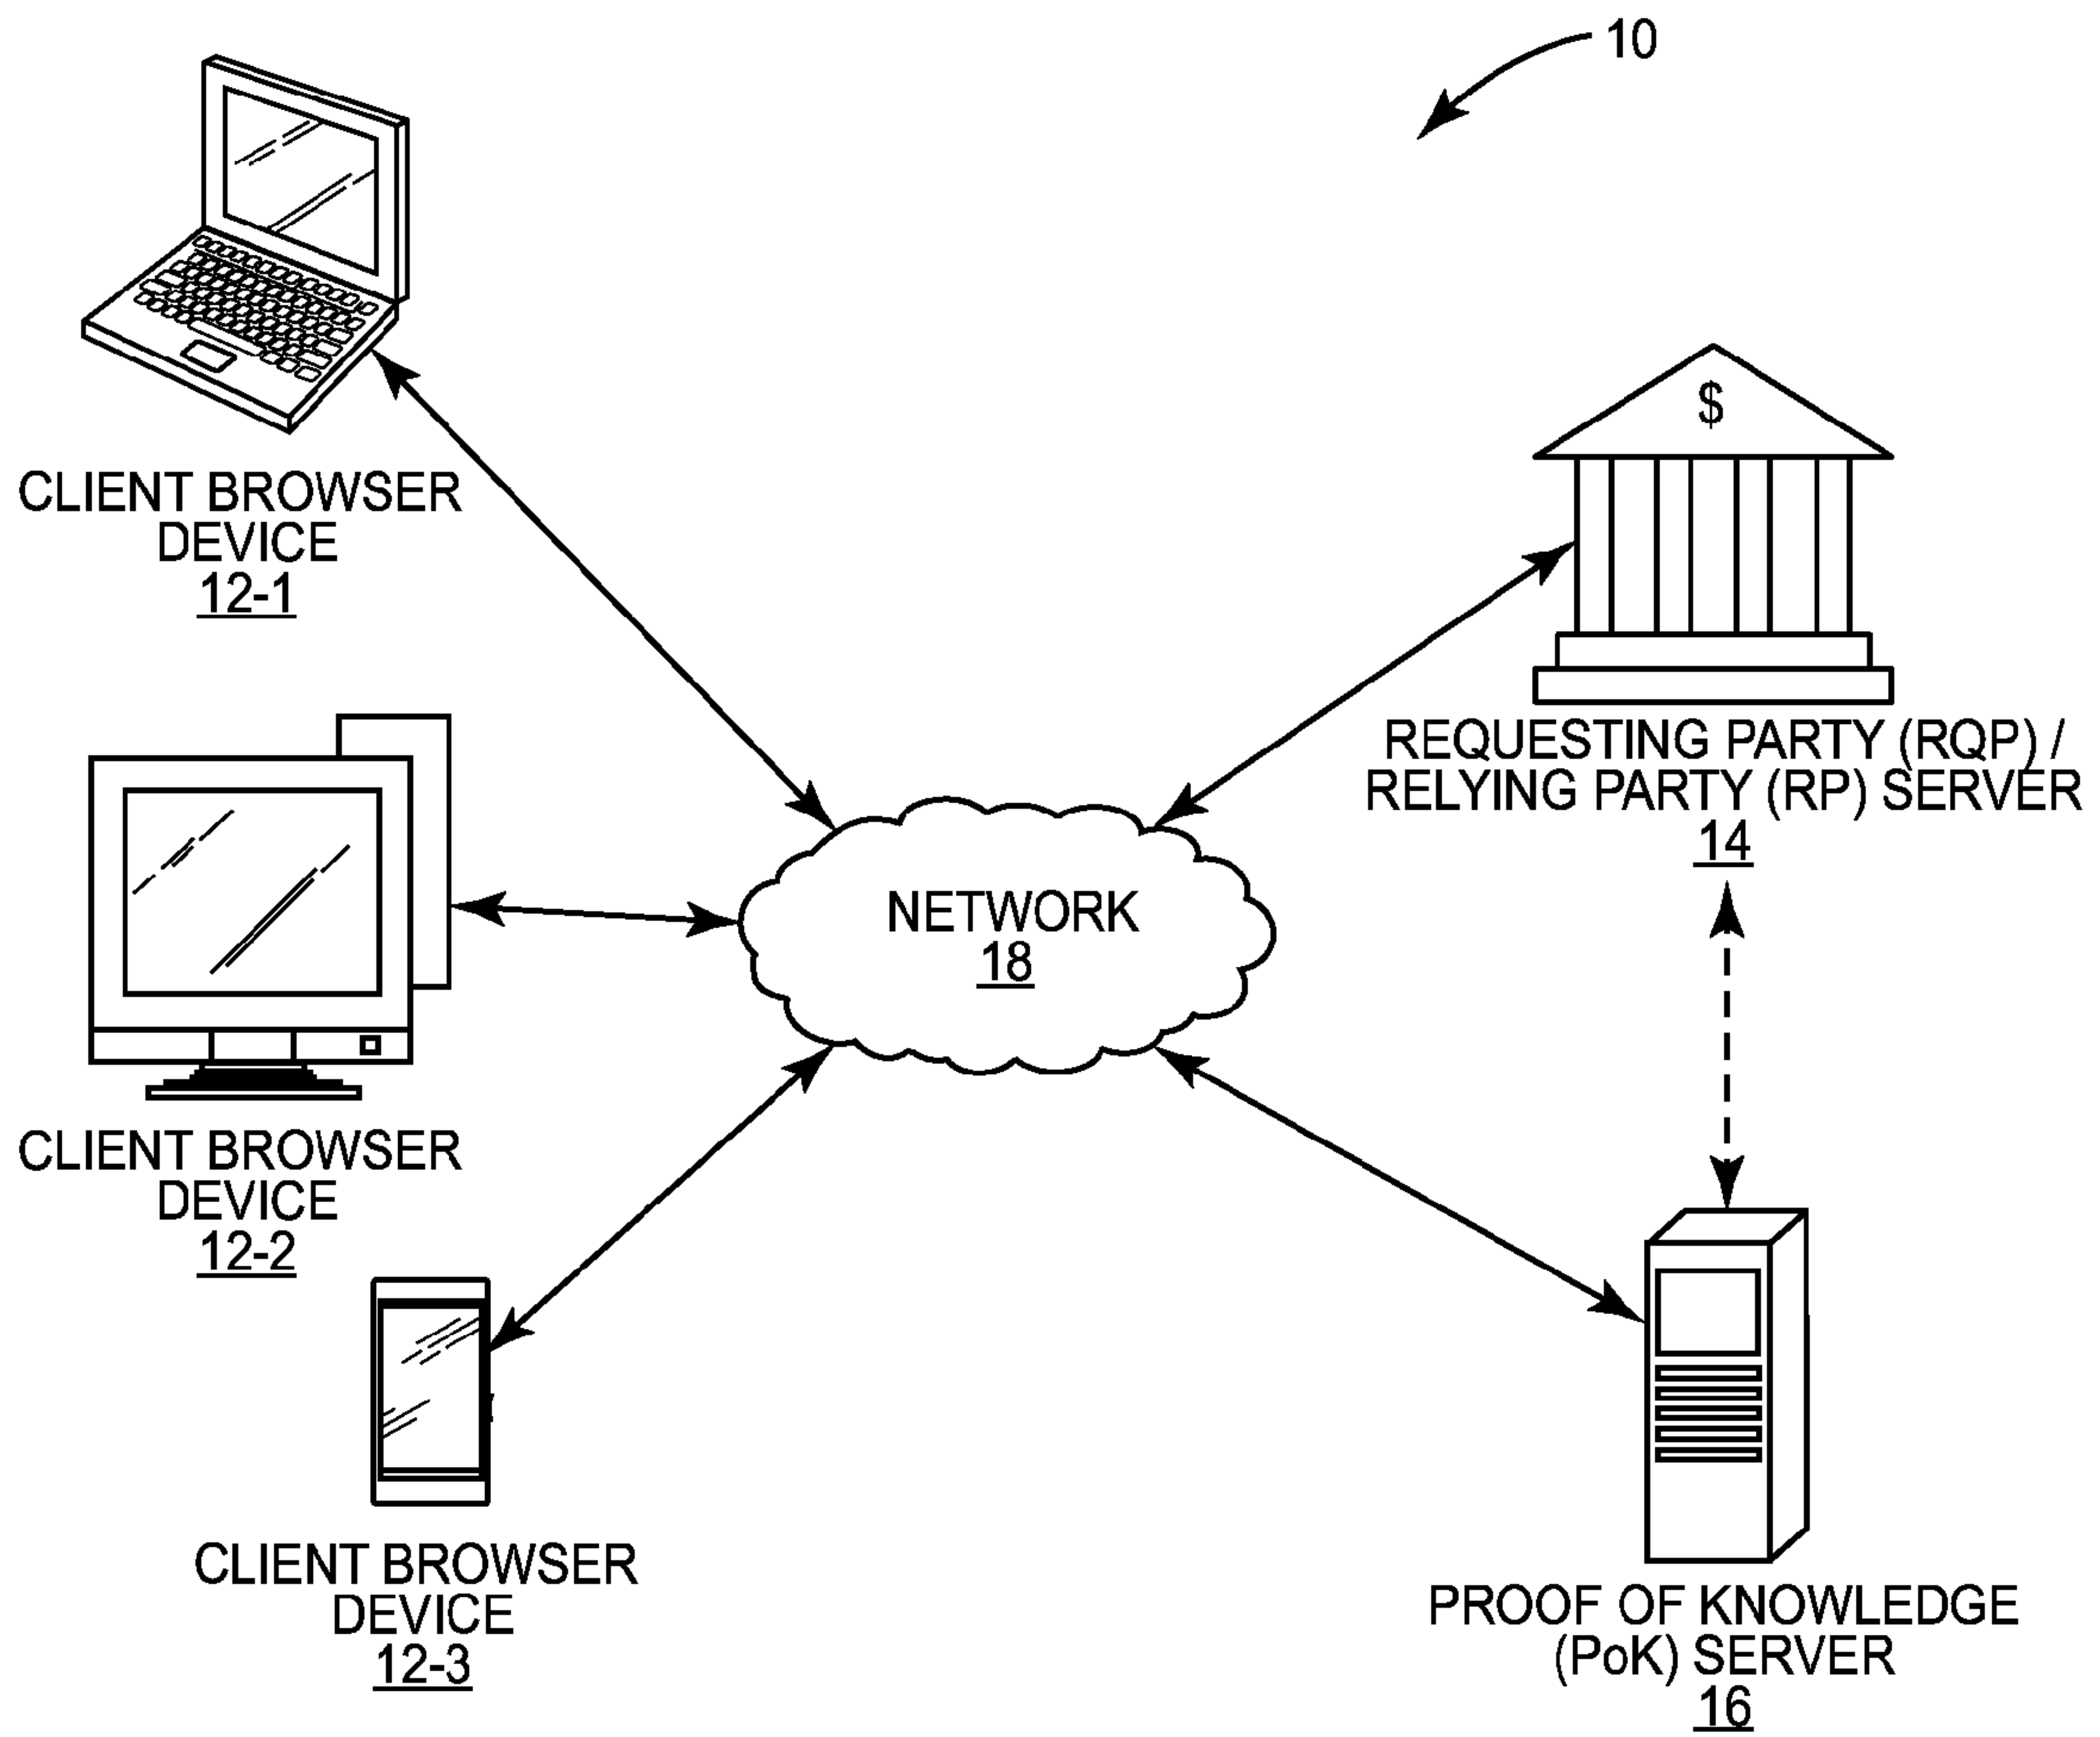 10
CLIENT BROWSER
DEVICE
12-1
$
REQUESTING PARTY (RQP) /
RELYING PARTY (RP) SERVER
14
NETWORK
18
CLIENT BROWSER
DEVICE
12-2
CLIENT BROWSER
DEVICE
12-3
PROOF OF KNOWLEDGE
(PoK) SERVER
16